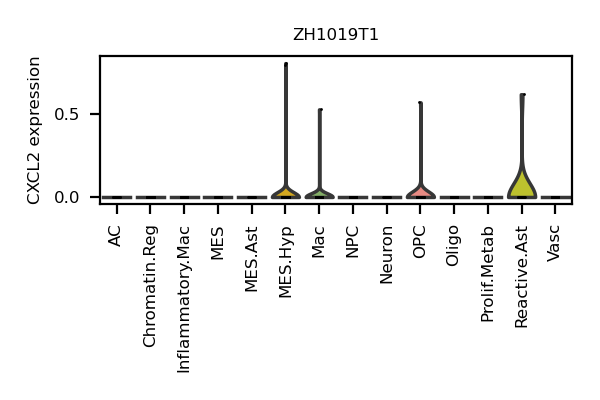 ZH1019T1
CXCL2 expression
0.5
0.0
AC
Chromatin.Reg
Inflammatory.Mac
MES
MES.Ast
MES.Hyp
Mac
NPC
Neuron
OPC
Oligo
Prolif.Metab
Reactive.Ast
Vasc